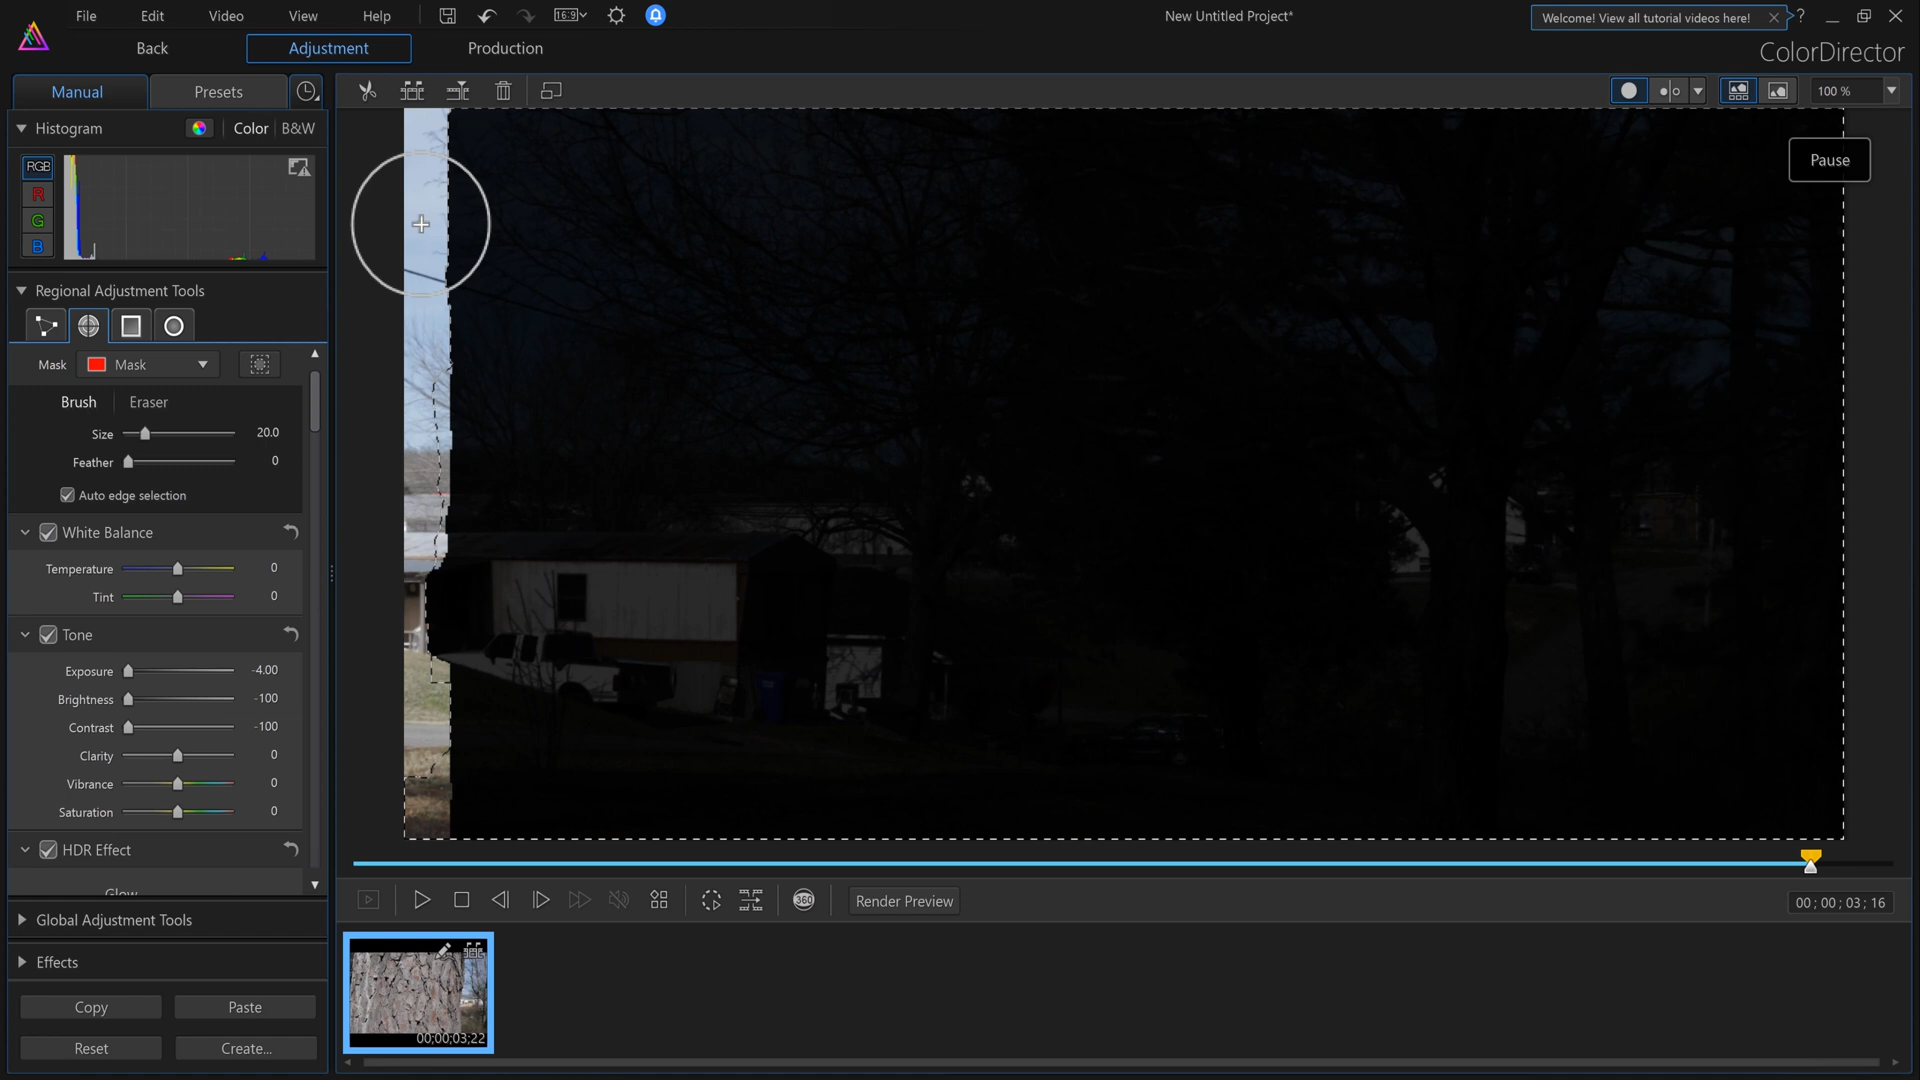 File Edit Video View Help
16:9
New Untitled Project*
Welcome! View all tutorial videos here!
?
Back Adjustment Production
ColorDirector
Manual Presets
100 %
Histogram Color B&W
RGB
R
G
B
Pause
Regional Adjustment Tools
Mask Mask
Brush Eraser
Size 20.0
Feather 0
Auto edge selection
White Balance
Temperature 0
Tint 0
Tone
Exposure -4.00
Brightness -100
Contrast -100
Clarity 0
Vibrance 0
Saturation 0
HDR Effect
Glow
360
Render Preview
00 ; 00 ; 03 ; 16
Global Adjustment Tools
Effects
Copy Paste
Reset Create...
00;00;03;22